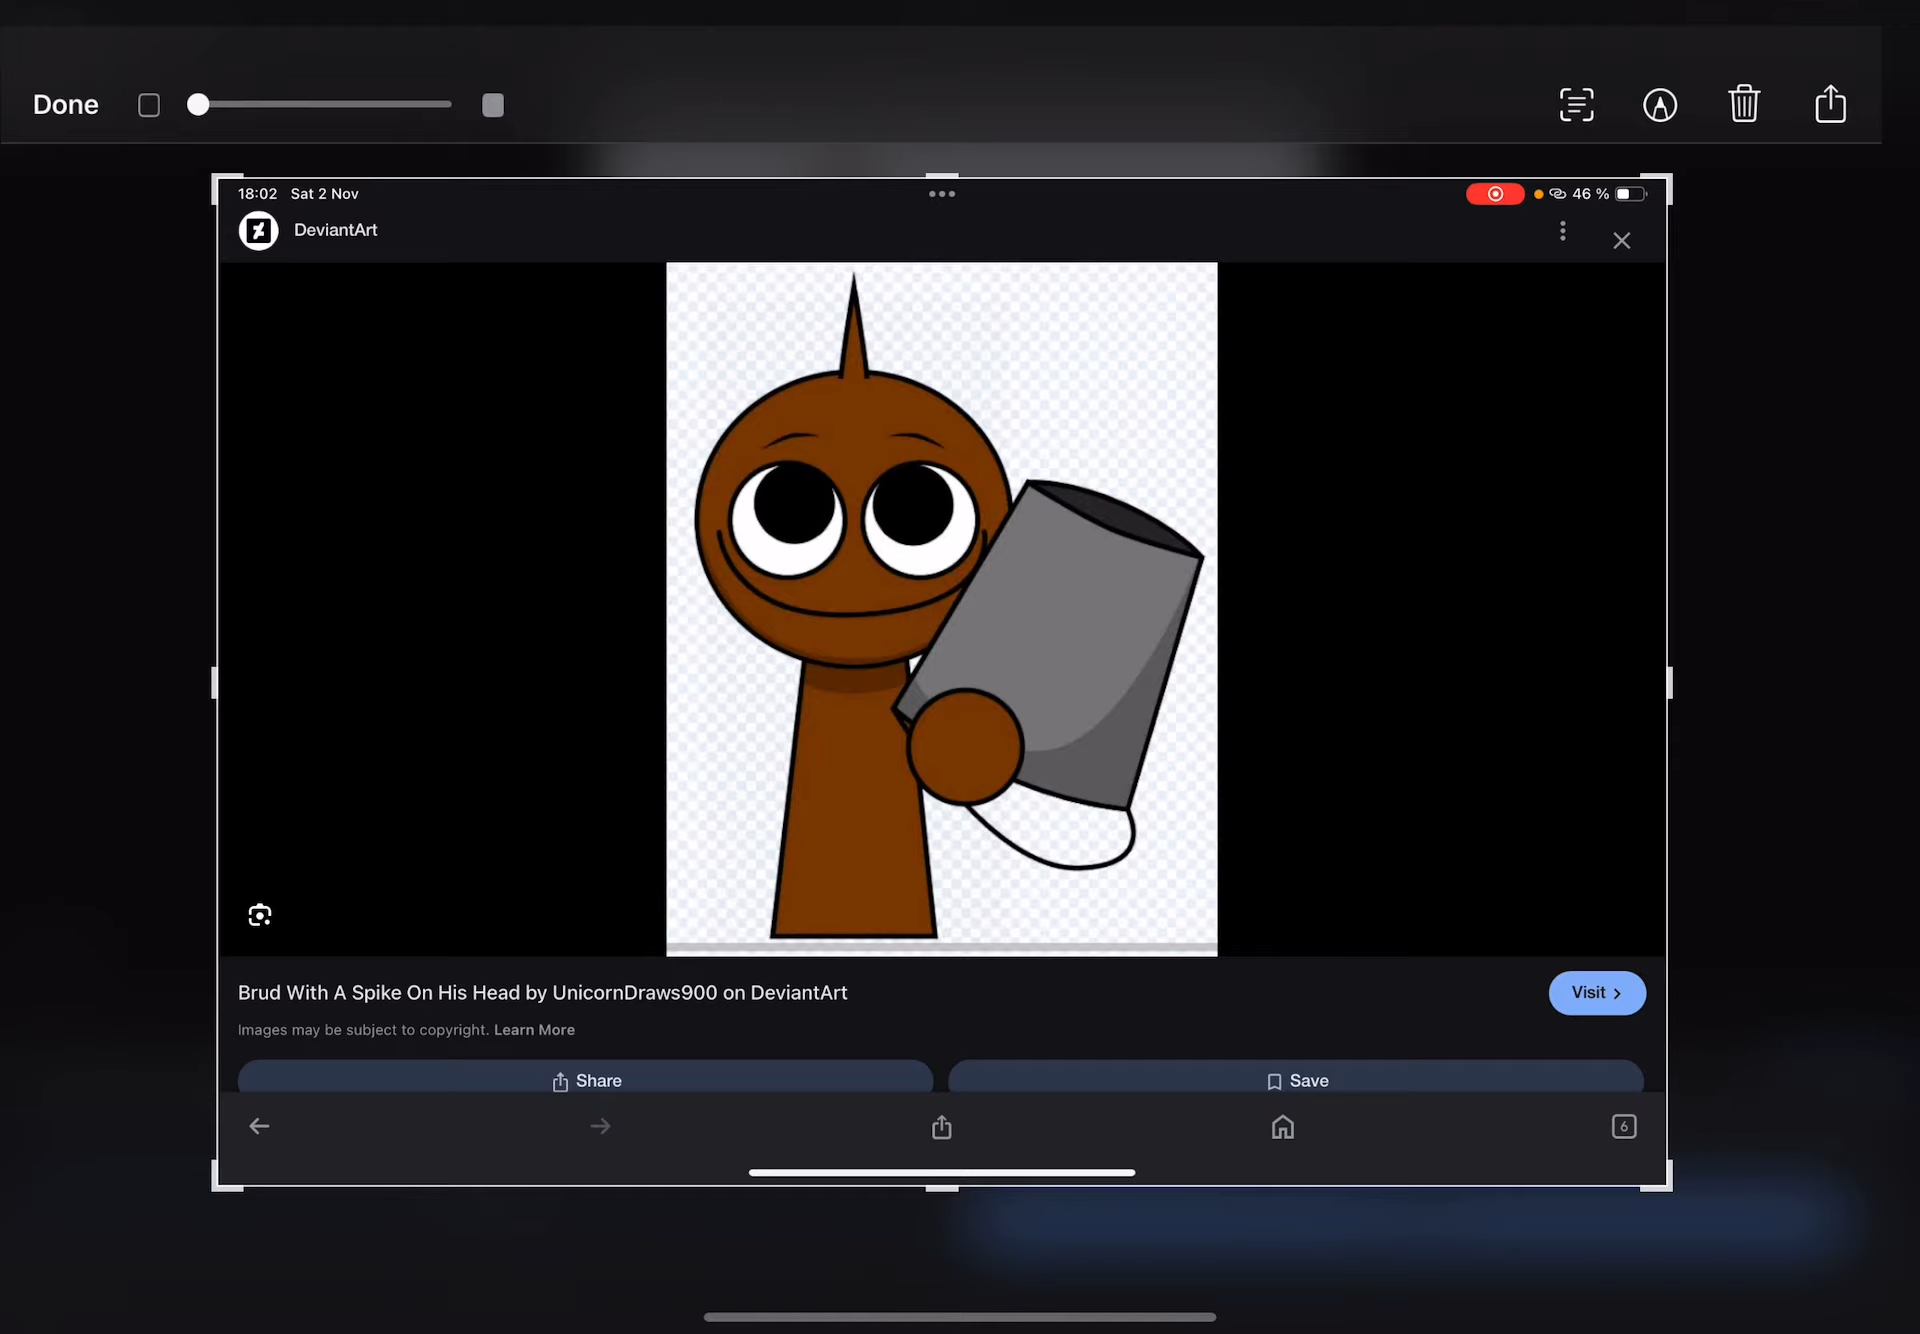 Done
18:02 Sat 2 Nov
46 %
DeviantArt
Brud With A Spike On His Head by UnicornDraws900 on DeviantArt
Visit
Images may be subject to copyright. Learn More
Share
Save
6